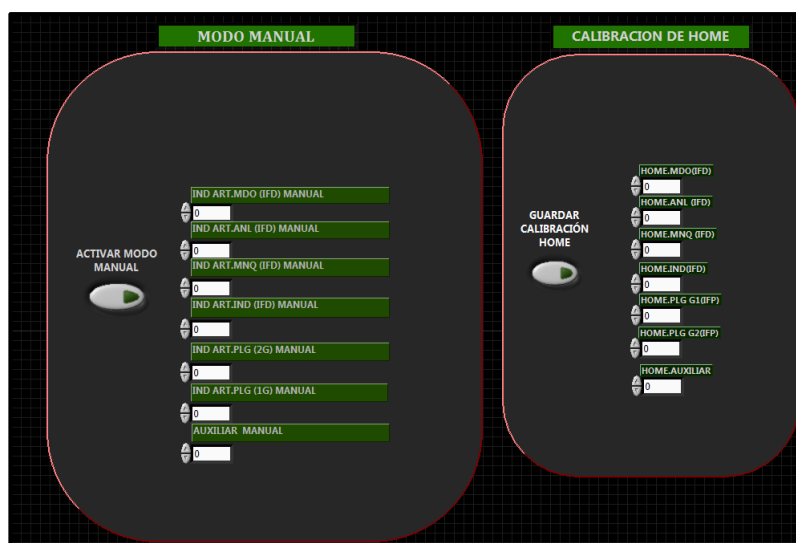 MODO MANUAL
IND ART.MDO (IFD) MANUAL
0
IND ART.ANL (IFD) MANUAL
0
IND ART.MNQ (IFD) MANUAL
0
IND ART.IND (IFD) MANUAL
0
IND ART.PLG (2G) MANUAL
0
IND ART.PLG (1G) MANUAL
0
AUXILIAR MANUAL
0
ACTIVAR MODO
MANUAL
CALIBRACION DE HOME
GUARDAR
CALIBRACIÓN
HOME
HOME.MDO(IFD)
0
HOME.ANL (IFD)
0
HOME.MNQ (IFD)
0
HOME.IND(IFD)
0
HOME.PLG G1(IFP)
0
HOME.PLG G2(IFP)
0
HOME.AUXILIAR
0